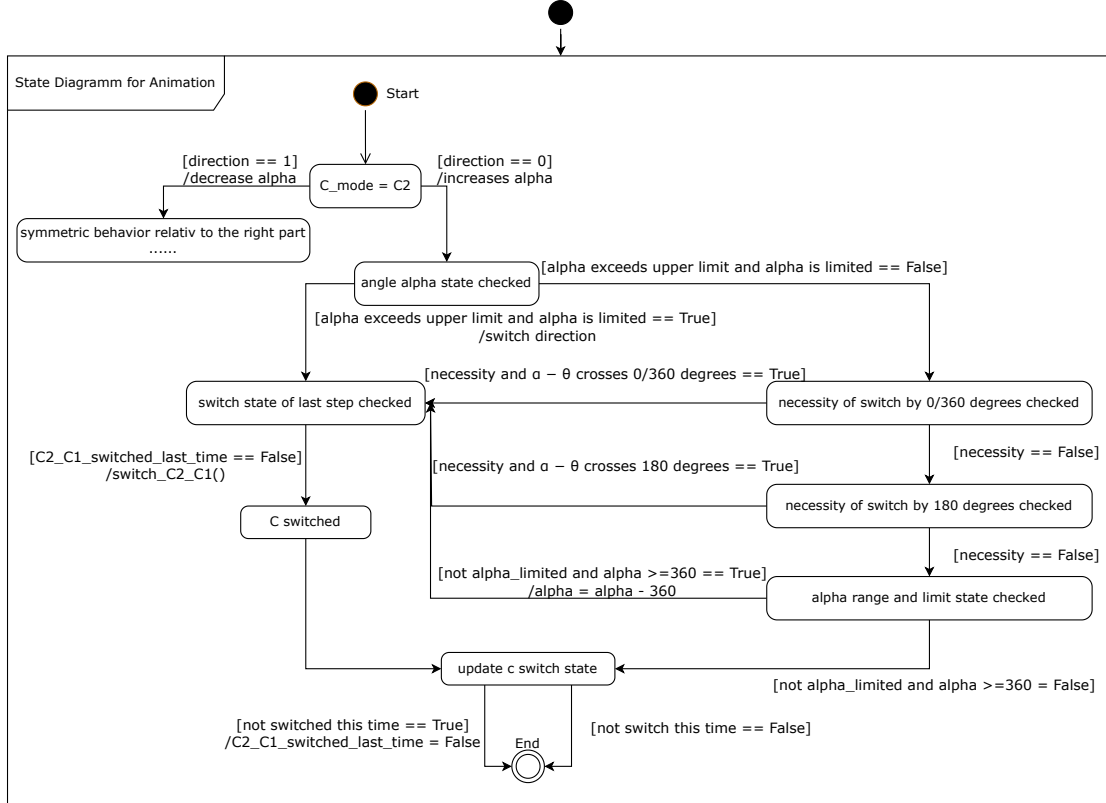 State Diagramm for Animation
Start
[direction == 1]
/decrease alpha
[direction == 0]
/increases alpha
C_mode = C2
symmetric behavior relativ to the right part
......
angle alpha state checked
[alpha exceeds upper limit and alpha is limited == False]
[alpha exceeds upper limit and alpha is limited == True]
/switch direction
[necessity and α − θ crosses 0/360 degrees == True]
switch state of last step checked
necessity of switch by 0/360 degrees checked
[C2_C1_switched_last_time == False]
/switch_C2_C1()
[necessity == False]
[necessity and α − θ crosses 180 degrees == True]
necessity of switch by 180 degrees checked
C switched
[necessity == False]
[not alpha_limited and alpha >=360 == True]
/alpha = alpha - 360
alpha range and limit state checked
update c switch state
[not alpha_limited and alpha >=360 = False]
[not switched this time == True]
/C2_C1_switched_last_time = False
[not switch this time == False]
End